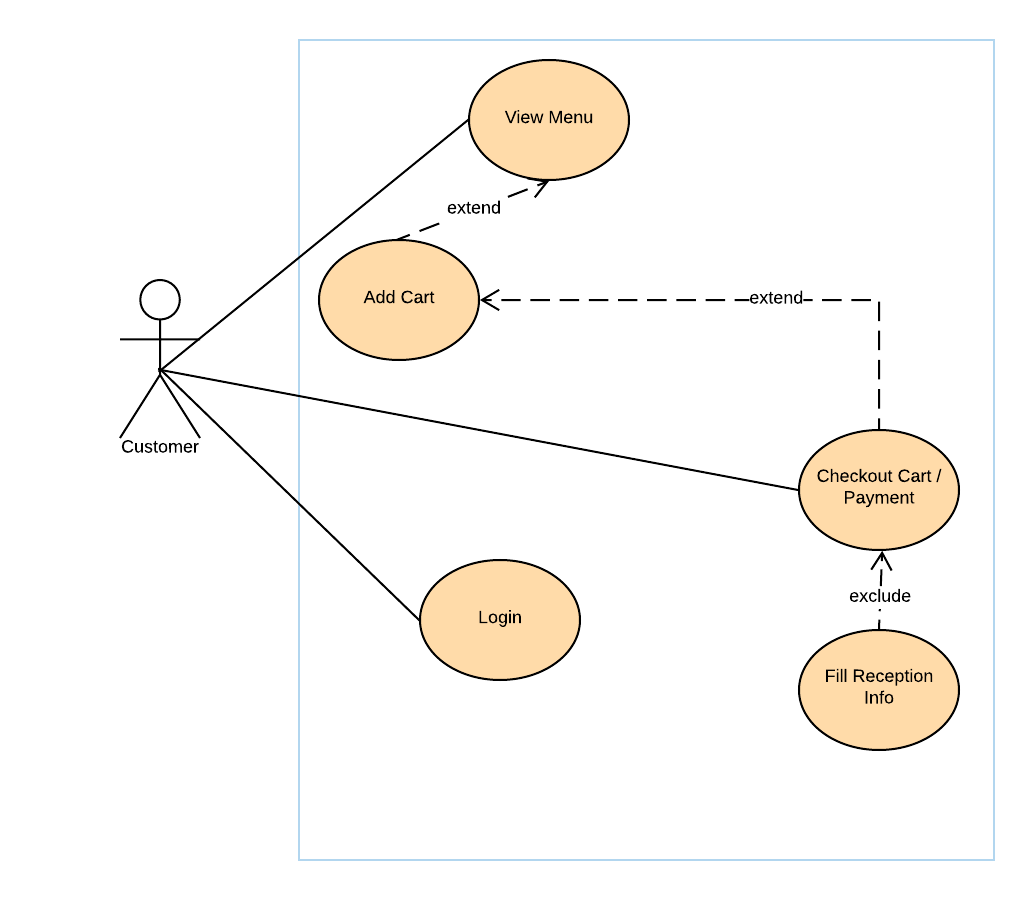 View Menu
extend
Add Cart
extend
Customer
Checkout Cart /
Payment
exclude
Login
Fill Reception
Info